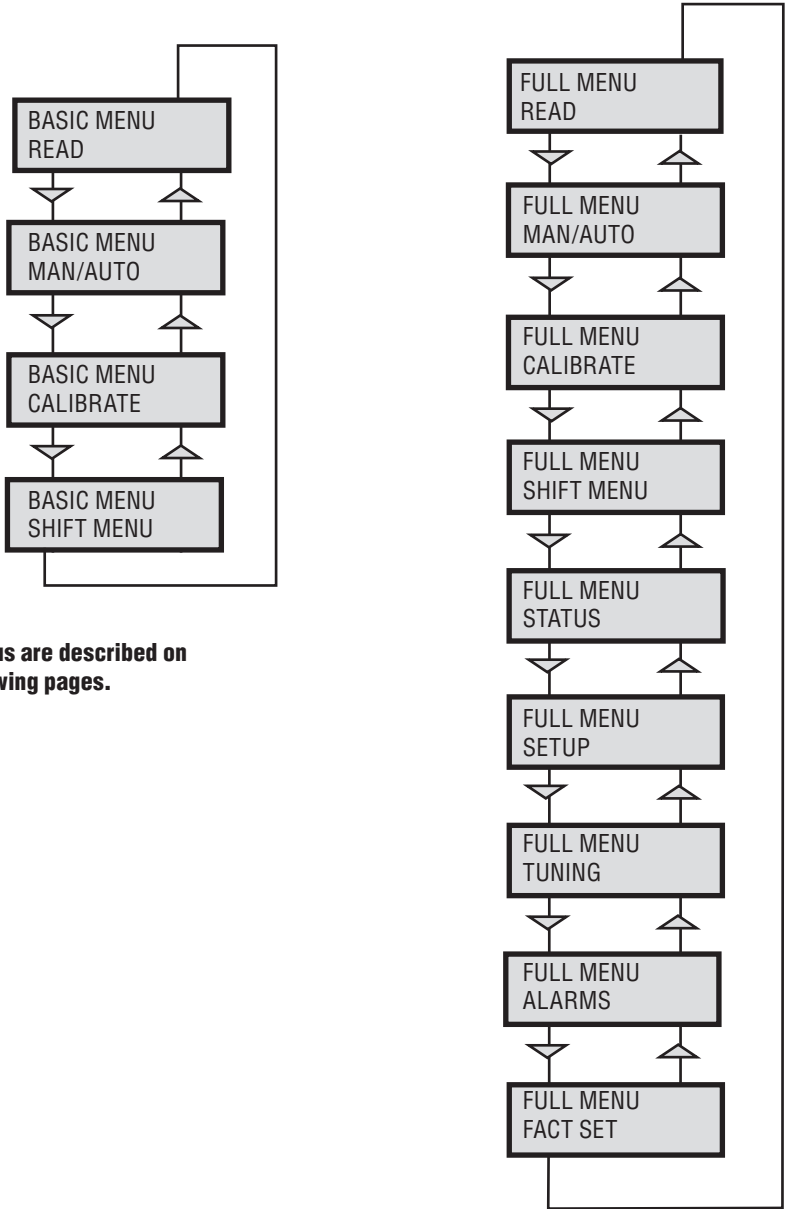 BASIC MENU
READ
BASIC MENU
MAN/AUTO
BASIC MENU
CALIBRATE
BASIC MENU
SHIFT MENU
are described on
pages.
FULL MENU
READ
FULL MENU
MAN/AUTO
FULL MENU
CALIBRATE
FULL MENU
SHIFT MENU
FULL MENU
STATUS
FULL MENU
SETUP
FULL MENU
TUNING
FULL MENU
ALARMS
FULL MENU
FACT SET